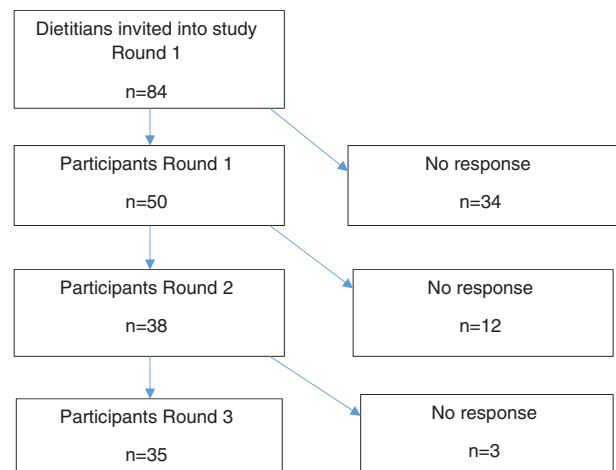 Dietitians invited into study
Round 1
n=84
Participants Round 1
n=50
No response
n=34
Participants Round 2
n=38
No response
n=12
Participants Round 3
n=35
No response
n=3